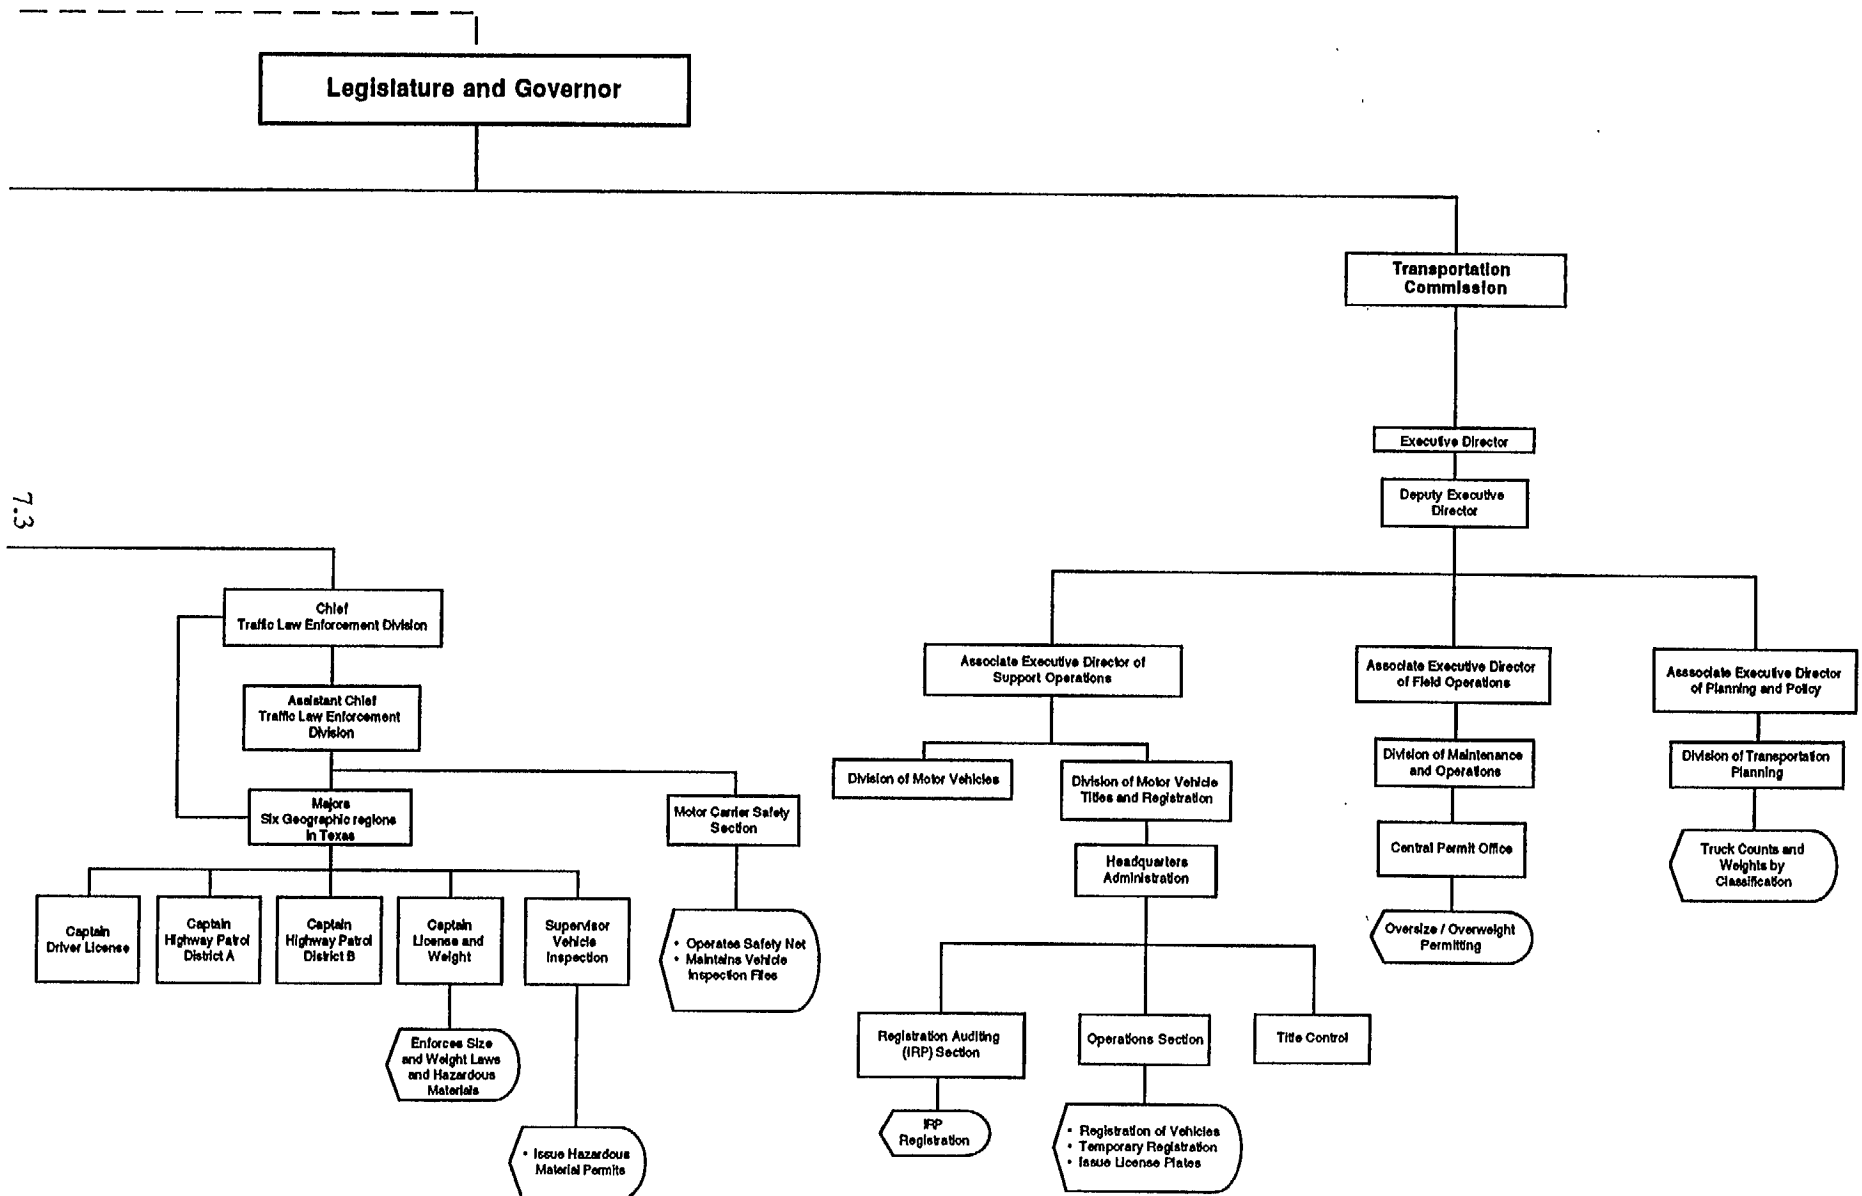 Legislature and Governor
Transportation
Commission
Executive Director
Deputy Executive
Director
7.3
Chief
Traffic Law Enforcement Division
Assistant Chief
Traffic Law Enforcement
Division
Majors
Six Geographic regions
in Texas
Motor Carrier Safety
Section
Captain
Driver License
Captain
Highway Patrol
District A
Captain
Highway Patrol
District B
Captain
License and
Weight
Supervisor
Vehicle
Inspection
• Operates Safety Net
• Maintains Vehicle
Inspection Files
Enforces Size
and Weight Laws
and Hazardous
Materials
• Issue Hazardous
Material Permits
Associate Executive Director of
Support Operations
Associate Executive Director
of Field Operations
Asssociate Executive Director
of Planning and Policy
Division of Motor Vehicles
Division of Motor Vehicle
Titles and Registration
Division of Maintenance
and Operations
Division of Transportation
Planning
Headquarters
Administration
Central Permit Office
Truck Counts and
Weights by
Classification
Oversize / Overweight
Permitting
Registration Auditing
(IRP) Section
Operations Section
Title Control
IRP
Registration
• Registration of Vehicles
• Temporary Registration
• Issue License Plates